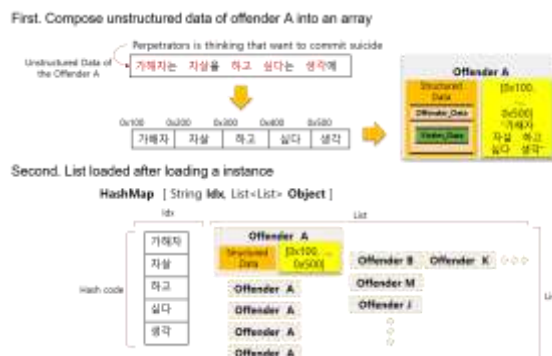 First. Compose unstructured data of offender A into an array
Perpetrators is thinking that want to commit suicide
Unstructured Data of
the Offender A
가해자는 자살을 하고 싶다는 생각에
0x100 0x200 0x300 0x400 0x500
가해자 자살 하고 싶다 생각
Offender A
Structured
Data
Offender_Data
Victim_Data
[0x100,
...
0x500]
가해자
자살 하고
싶다 생각
Second. List loaded after loading a instance
HashMap [ String Idx, List<List> Object ]
Idx
List
Hash code
가해자
자살
하고
싶다
생각
Offender A
Structured
Data
[0x100, ...
0x500]
Offender B Offender K
Offender A
Offender M
Offender A
Offender J
Offender A
Offender A